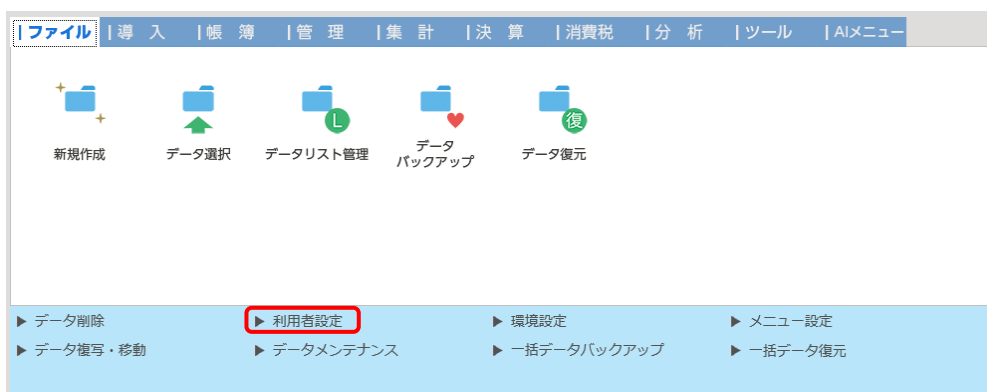 |ファイル |導 入 |帳 簿 |管 理 |集 計 |決 算 |消費税 |分 析 |ツール |AIメニュー
L 復
新規作成 データ選択 データリスト管理 データ バックアップ データ復元
▶ データ削除 ▶ 利用者設定 ▶ 環境設定 ▶ メニュー設定
▶ データ複写・移動 ▶ データメンテナンス ▶ 一括データバックアップ ▶ 一括データ復元